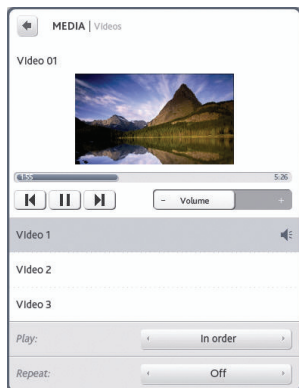 MEDIA | Videos
Video 01
1:55 5:26
- Volume +
Video 1
Video 2
Video 3
Play: In order
Repeat: Off